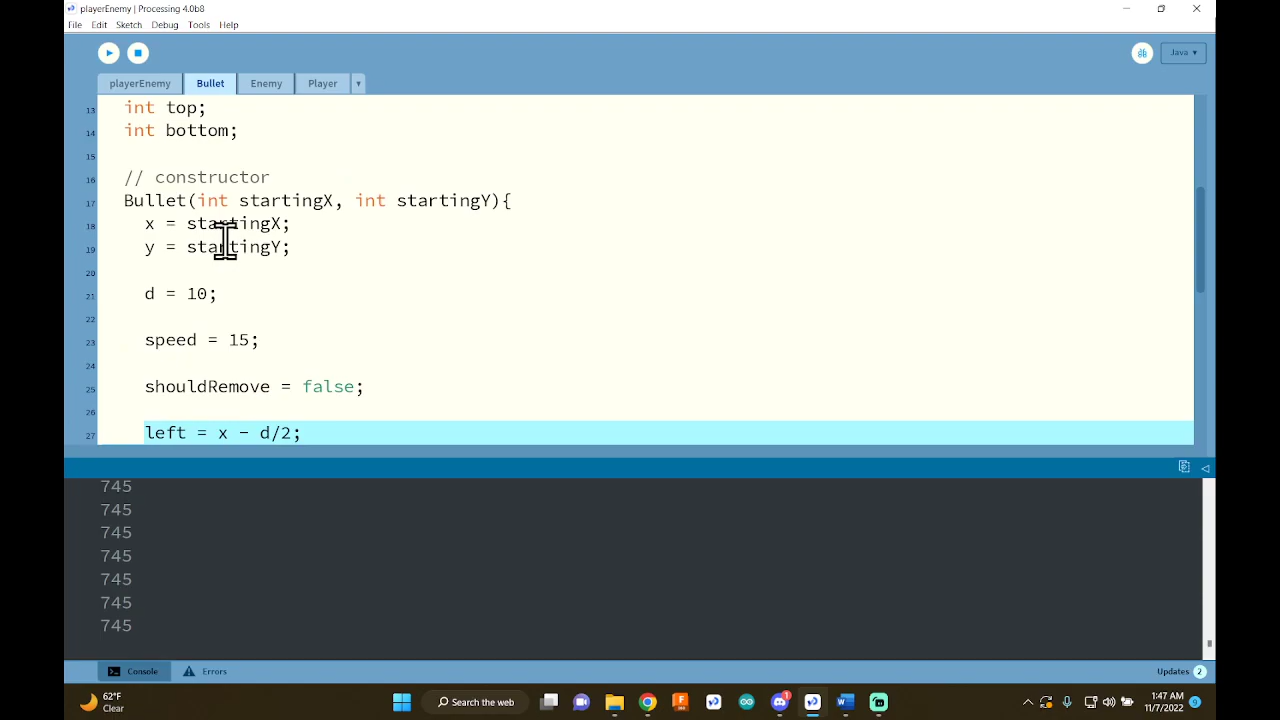 playerEnemy | Processing 4.0b8
File Edit Sketch Debug Tools Help
Java ▾
playerEnemy Bullet Enemy Player ▾
13 int top;
14 int bottom;
15
16 // constructor
17 Bullet(int startingX, int startingY){
18 x = startingX;
19 y = startingY;
20
21 d = 10;
22
23 speed = 15;
24
25 shouldRemove = false;
26
27 left = x - d/2;
745
745
745
745
745
745
745
Console Errors Updates 2
62°F
Clear
Search the web
1
1:47 AM
11/7/2022
9